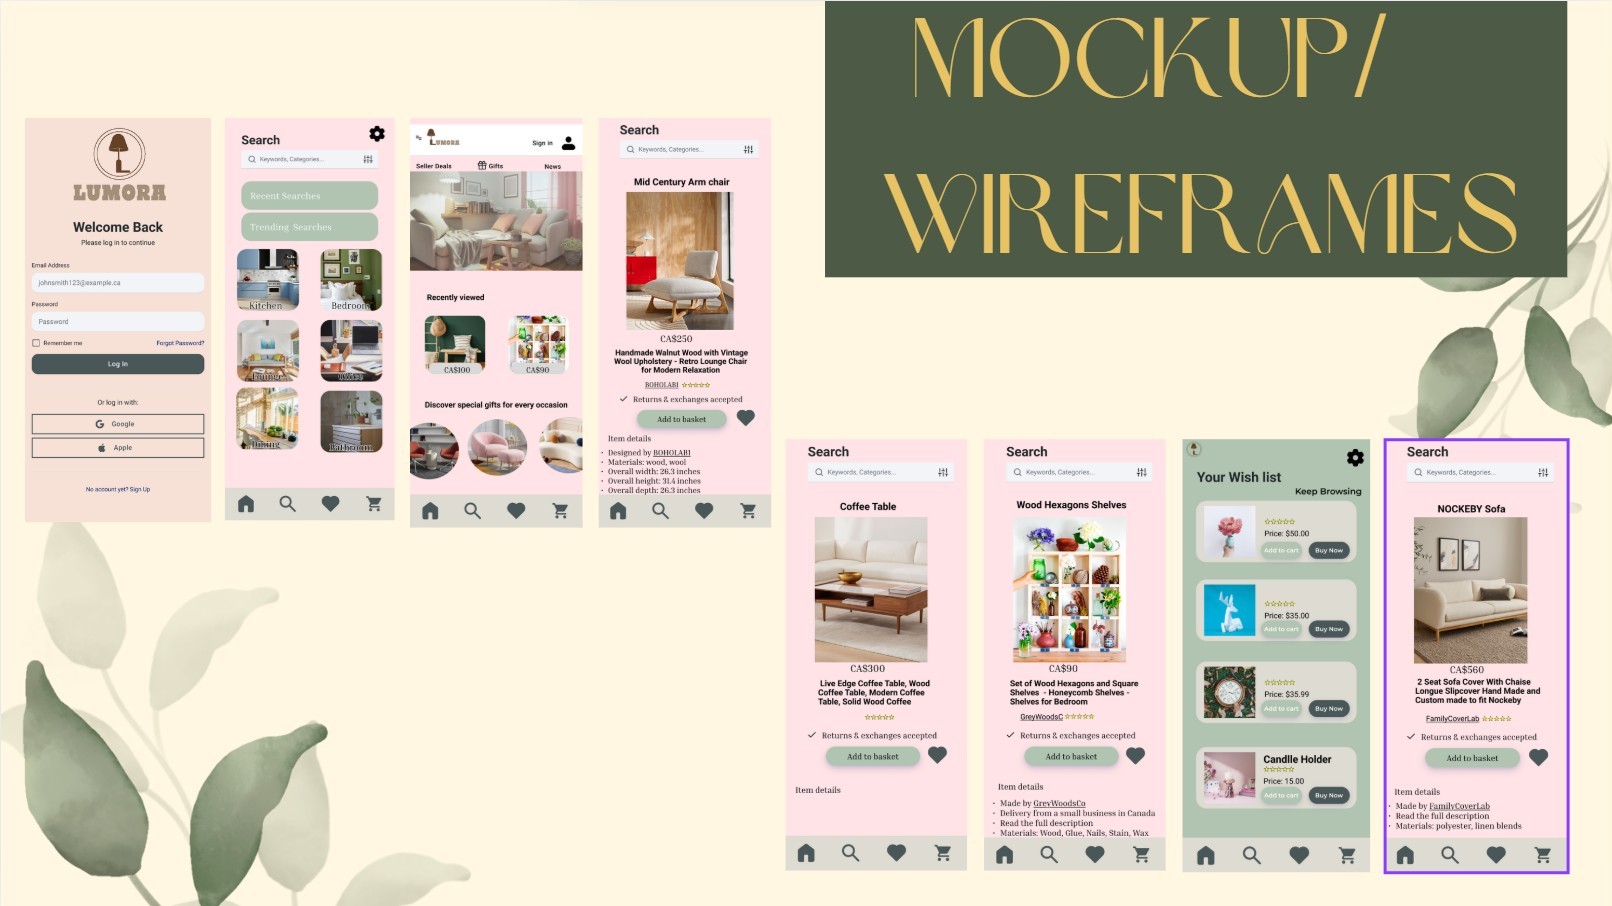 MOCKUP/
WIREFRAMES
LUMORA
Welcome Back
Please log in to continue
Email Address
johnsmith123@example.ca
Password
Password
Remember me
Forgot Password?
Log In
Or log in with:
Google
Apple
No account yet? Sign Up
Search
Keywords, Categories...
Recent Searches
Trending Searches
Kitchen
Bedroom
Lounge
Office
Dining
Bathroom
LUMORA
Sign in
Seller Deals
Gifts
News
Recently viewed
CA$100
CA$90
Discover special gifts for every occasion
Search
Keywords, Categories...
Mid Century Arm chair
CA$250
Handmade Walnut Wood with Vintage
Wool Upholstery - Retro Lounge Chair
for Modern Relaxation
BOHOLABI
Returns & exchanges accepted
Add to basket
Item details
· Designed by BOHOLABI
· Materials: wood, wool
· Overall width: 26.3 inches
· Overall height: 31.4 inches
· Overall depth: 26.3 inches
Search
Keywords, Categories...
Coffee Table
CA$300
Live Edge Coffee Table, Wood
Coffee Table, Modern Coffee
Table, Solid Wood Coffee
Returns & exchanges accepted
Add to basket
Item details
Search
Keywords, Categories...
Wood Hexagons Shelves
CA$90
Set of Wood Hexagons and Square
Shelves - Honeycomb Shelves -
Shelves for Bedroom
GreyWoodsC
Returns & exchanges accepted
Add to basket
Item details
· Made by GreyWoodsCo
· Delivery from a small business in Canada
· Read the full description
· Materials: Wood, Glue, Nails, Stain, Wax
Your Wish list
Keep Browsing
Price: $50.00
Add to cart
Buy Now
Price: $35.00
Add to cart
Buy Now
Price: $35.99
Add to cart
Buy Now
Candlle Holder
Price: 15.00
Add to cart
Buy Now
Search
Keywords, Categories...
NOCKEBY Sofa
CA$560
2 Seat Sofa Cover With Chaise
Longue Slipcover Hand Made and
Custom made to fit Nockeby
FamilyCoverLab
Returns & exchanges accepted
Add to basket
Item details
· Made by FamilyCoverLab
· Read the full description
· Materials: polyester, linen blends